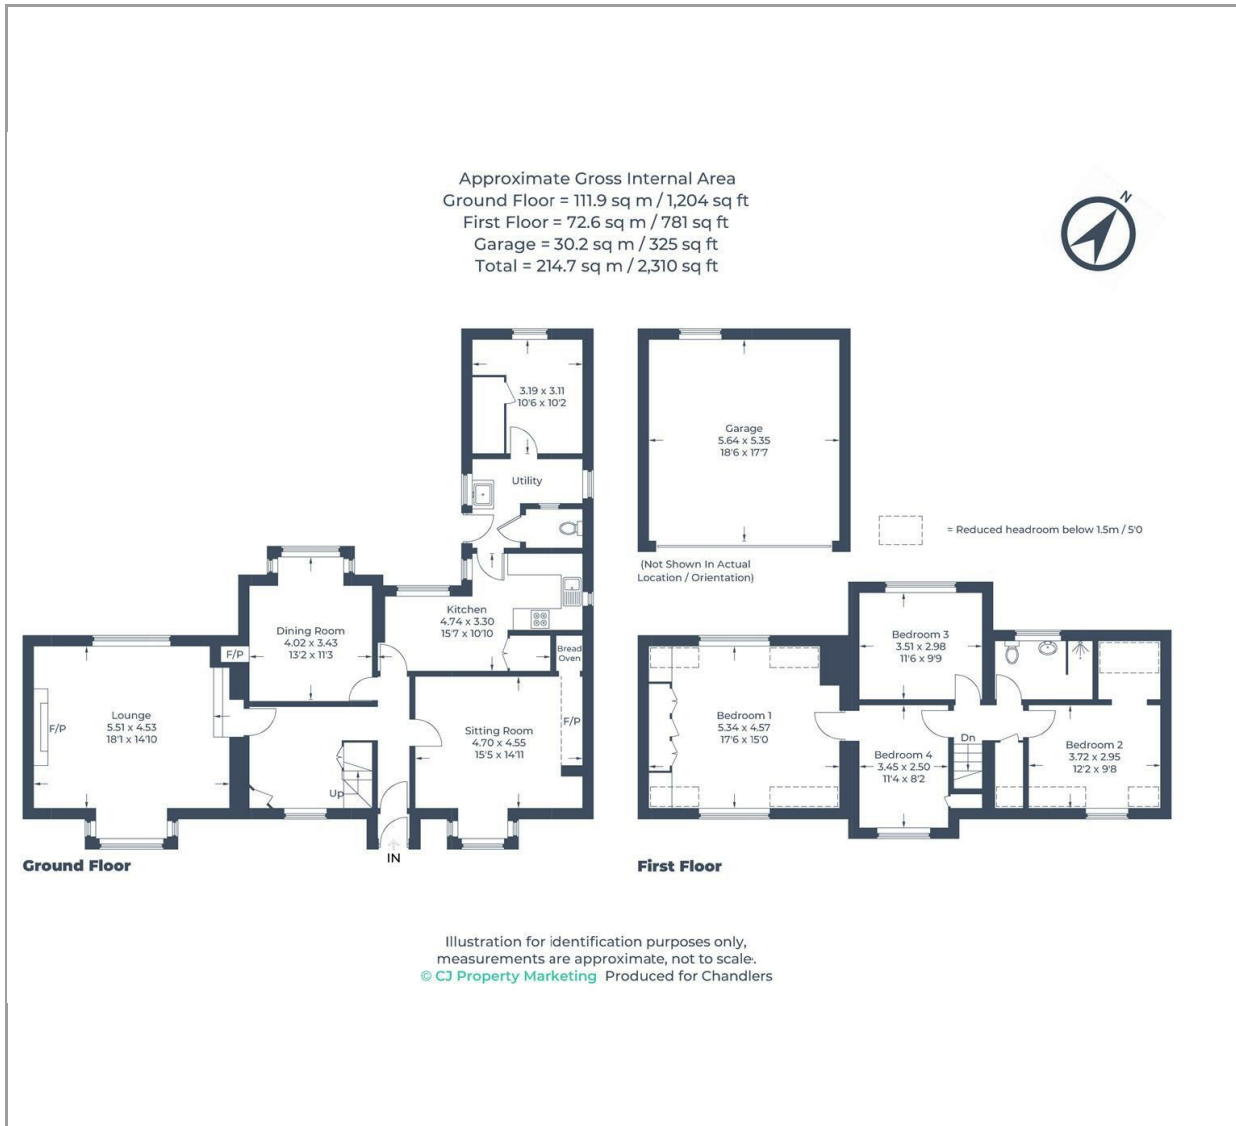 Approximate Gross Internal Area
Ground Floor = 111.9 sq m / 1,204 sq ft
First Floor = 72.6 sq m / 781 sq ft
Garage = 30.2 sq m / 325 sq ft
Total = 214.7 sq m / 2,310 sq ft
N
3.19 x 3.11
10'6 x 10'2
Utility
Kitchen
4.74 x 3.30
15'7 x 10'10
Bread
Oven
Dining Room
4.02 x 3.43
13'2 x 11'3
F/P
Lounge
5.51 x 4.53
18'1 x 14'10
F/P
Sitting Room
4.70 x 4.55
15'5 x 14'11
F/P
Up
IN
Ground Floor
Garage
5.64 x 5.35
18'6 x 17'7
(Not Shown In Actual
Location / Orientation)
= Reduced headroom below 1.5m / 5'0
Bedroom 3
3.51 x 2.98
11'6 x 9'9
Bedroom 1
5.34 x 4.57
17'6 x 15'0
Bedroom 4
3.45 x 2.50
11'4 x 8'2
Dn
Bedroom 2
3.72 x 2.95
12'2 x 9'8
First Floor
Illustration for identification purposes only,
measurements are approximate, not to scale.
© CJ Property Marketing Produced for Chandlers